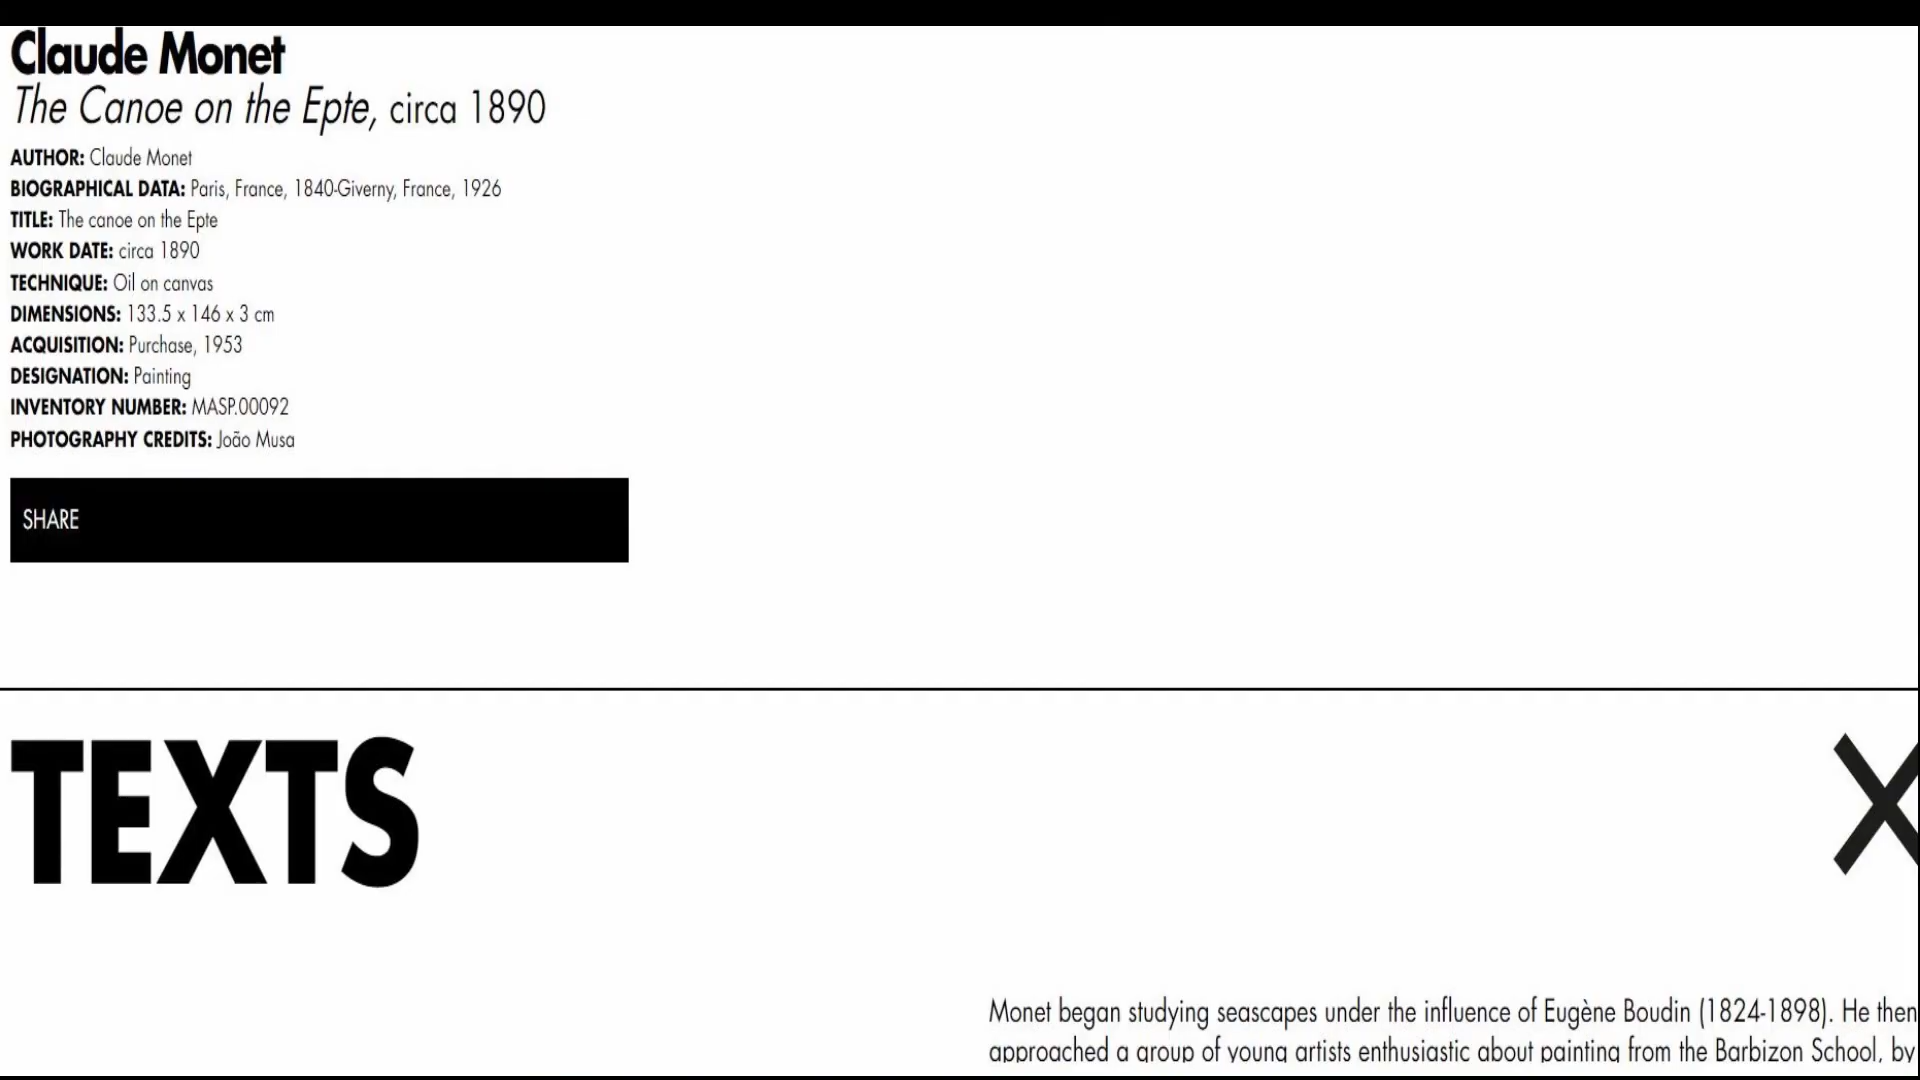 Claude Monet
The Canoe on the Epte, circa 1890
AUTHOR: Claude Monet
BIOGRAPHICAL DATA: Paris, France, 1840-Giverny, France, 1926
TITLE: The canoe on the Epte
WORK DATE: circa 1890
TECHNIQUE: Oil on canvas
DIMENSIONS: 133.5 x 146 x 3 cm
ACQUISITION: Purchase, 1953
DESIGNATION: Painting
INVENTORY NUMBER: MASP.00092
PHOTOGRAPHY CREDITS: João Musa
SHARE
TEXTS
Monet began studying seascapes under the influence of Eugène Boudin (1824-1898). He then
approached a group of young artists enthusiastic about painting from the Barbizon School, by